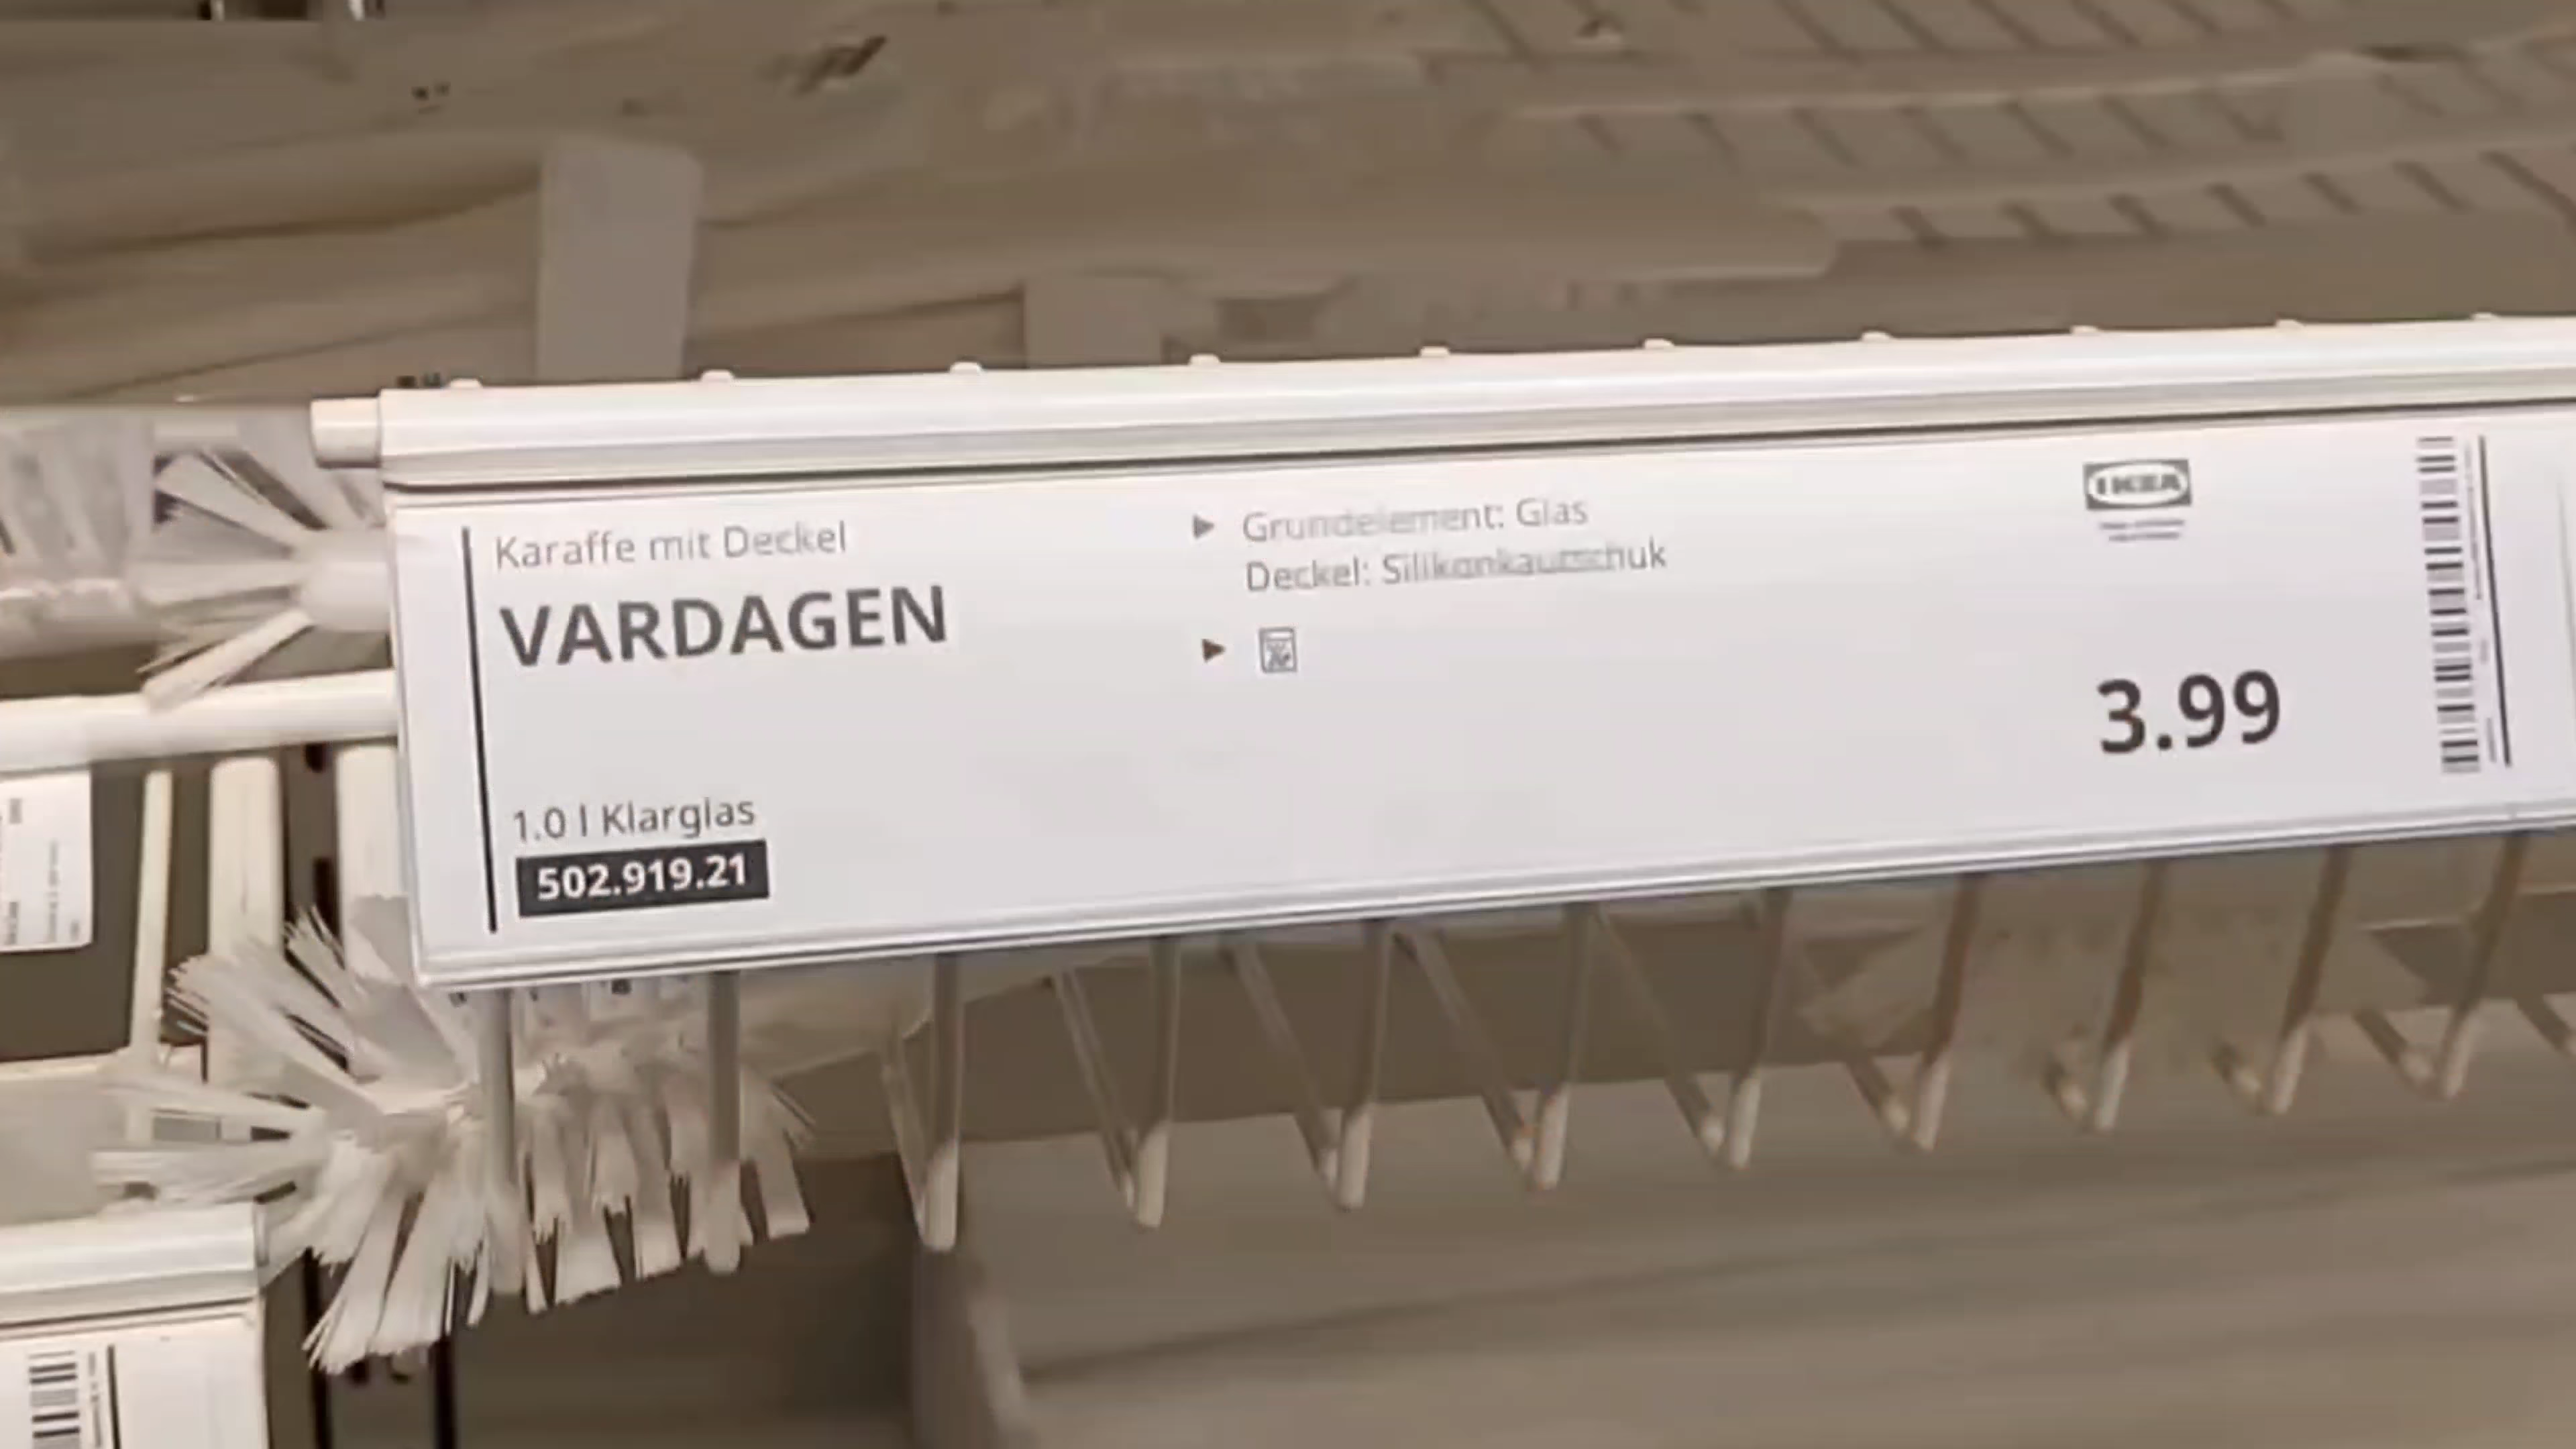 Karaffe mit Deckel
VARDAGEN
1.0 l Klarglas
502.919.21
▶ Grundelement: Glas
Deckel: Silikonkautschuk
▶
IKEA
3.99